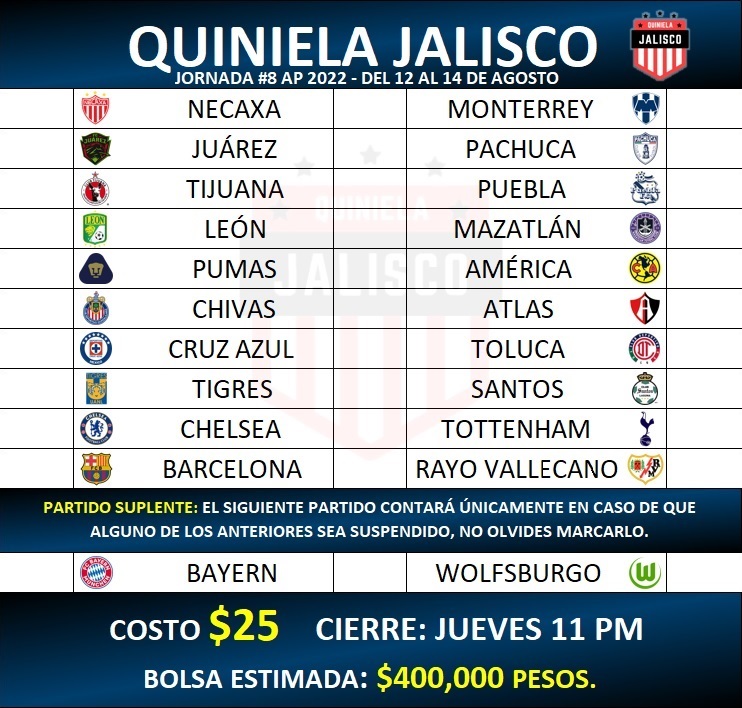 QUINIELA JALISCO
QUINIELA
JALISCO
JORNADA #8 AP 2022 - DEL 12 AL 14 DE AGOSTO
NECAXA MONTERREY
JUÁREZ PACHUCA
TIJUANA PUEBLA
LEÓN MAZATLÁN
QUINIELA
PUMAS AMÉRICA
JALISCO
CHIVAS ATLAS
CRUZ AZUL TOLUCA
TIGRES SANTOS
CHELSEA TOTTENHAM
BARCELONA RAYO VALLECANO
PARTIDO SUPLENTE: EL SIGUIENTE PARTIDO CONTARÁ ÚNICAMENTE EN CASO DE QUE
ALGUNO DE LOS ANTERIORES SEA SUSPENDIDO, NO OLVIDES MARCARLO.
BAYERN WOLFSBURGO
COSTO $25 CIERRE: JUEVES 11 PM
BOLSA ESTIMADA: $400,000 PESOS.